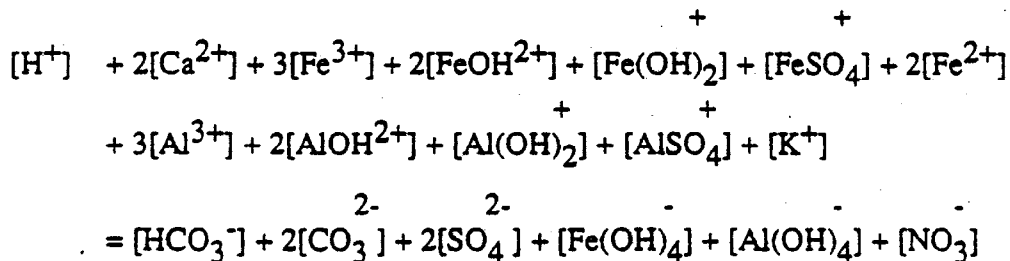 [H⁺] + 2[Ca²⁺] + 3[Fe³⁺] + 2[FeOH²⁺] + [Fe(OH)₂⁺] + [FeSO₄⁺] + 2[Fe²⁺]
+ 3[Al³⁺] + 2[AlOH²⁺] + [Al(OH)₂⁺] + [AlSO₄⁺] + [K⁺]
= [HCO₃⁻] + 2[CO₃²⁻] + 2[SO₄²⁻] + [Fe(OH)₄⁻] + [Al(OH)₄⁻] + [NO₃⁻]